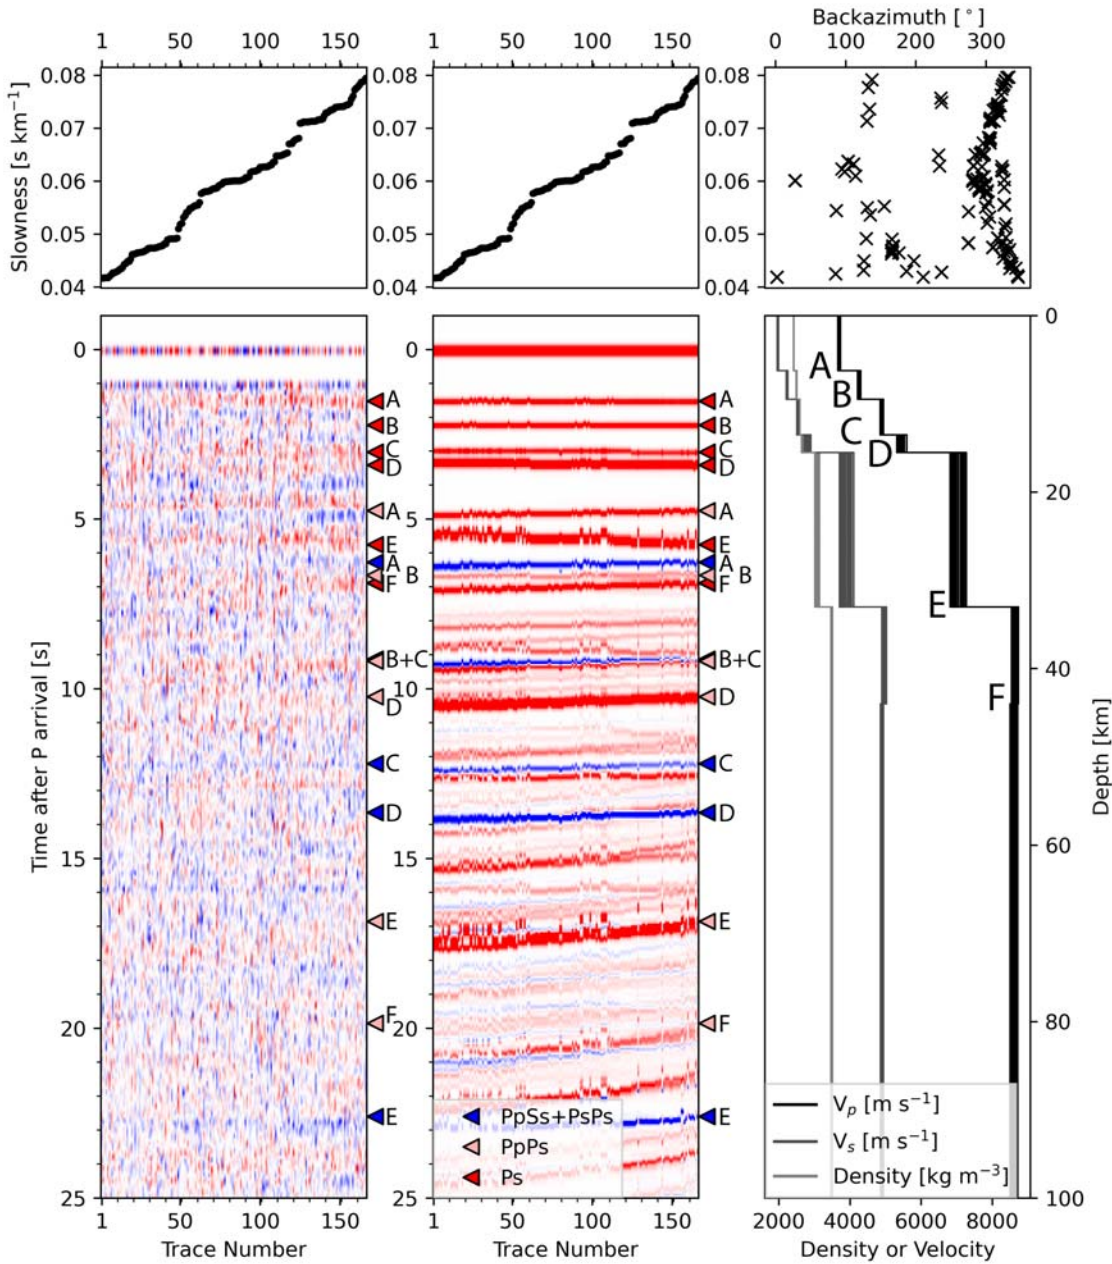 Backazimuth [°]
1 50 100 150
1 50 100 150
0 100 200 300
Slowness [s km⁻¹]
0.08
0.07
0.06
0.05
0.04
0.08
0.07
0.06
0.05
0.04
0.08
0.07
0.06
0.05
0.04
Time after P arrival [s]
0
5
10
15
20
25
A
B
C
D
A
E
A
B
F
B+C
D
C
D
E
F
E
1 50 100 150
Trace Number
0
5
10
15
20
25
A
B
C
D
A
E
A
B
F
B+C
D
C
D
E
F
E
PpSs+PsPs
PpPs
Ps
1 50 100 150
Trace Number
A
B
C
D
E
F
0
20
40
60
80
100
Depth [km]
Vₚ [m s⁻¹]
Vₛ [m s⁻¹]
Density [kg m⁻³]
2000 4000 6000 8000
Density or Velocity